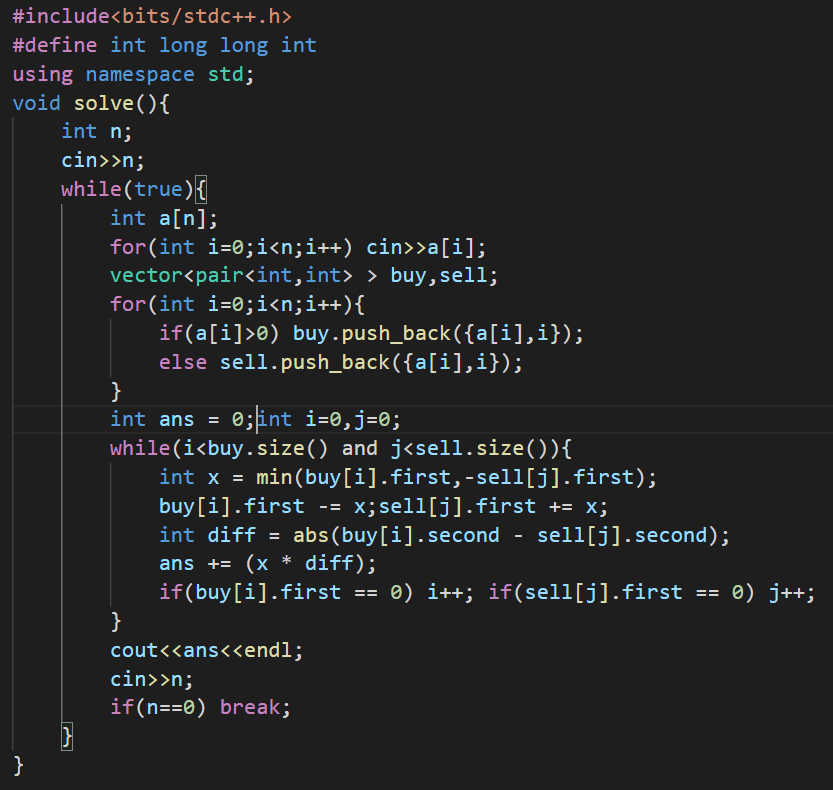 #include<bits/stdc++.h>
#define int long long int
using namespace std;
void solve(){
    int n;
    cin>>n;
    while(true){
        int a[n];
        for(int i=0;i<n;i++) cin>>a[i];
        vector<pair<int,int> > buy,sell;
        for(int i=0;i<n;i++){
            if(a[i]>0) buy.push_back({a[i],i});
            else sell.push_back({a[i],i});
        }
        int ans = 0;int i=0,j=0;
        while(i<buy.size() and j<sell.size()){
            int x = min(buy[i].first,-sell[j].first);
            buy[i].first -= x;sell[j].first += x;
            int diff = abs(buy[i].second - sell[j].second);
            ans += (x * diff);
            if(buy[i].first == 0) i++; if(sell[j].first == 0) j++;
        }
        cout<<ans<<endl;
        cin>>n;
        if(n==0) break;
    }
}